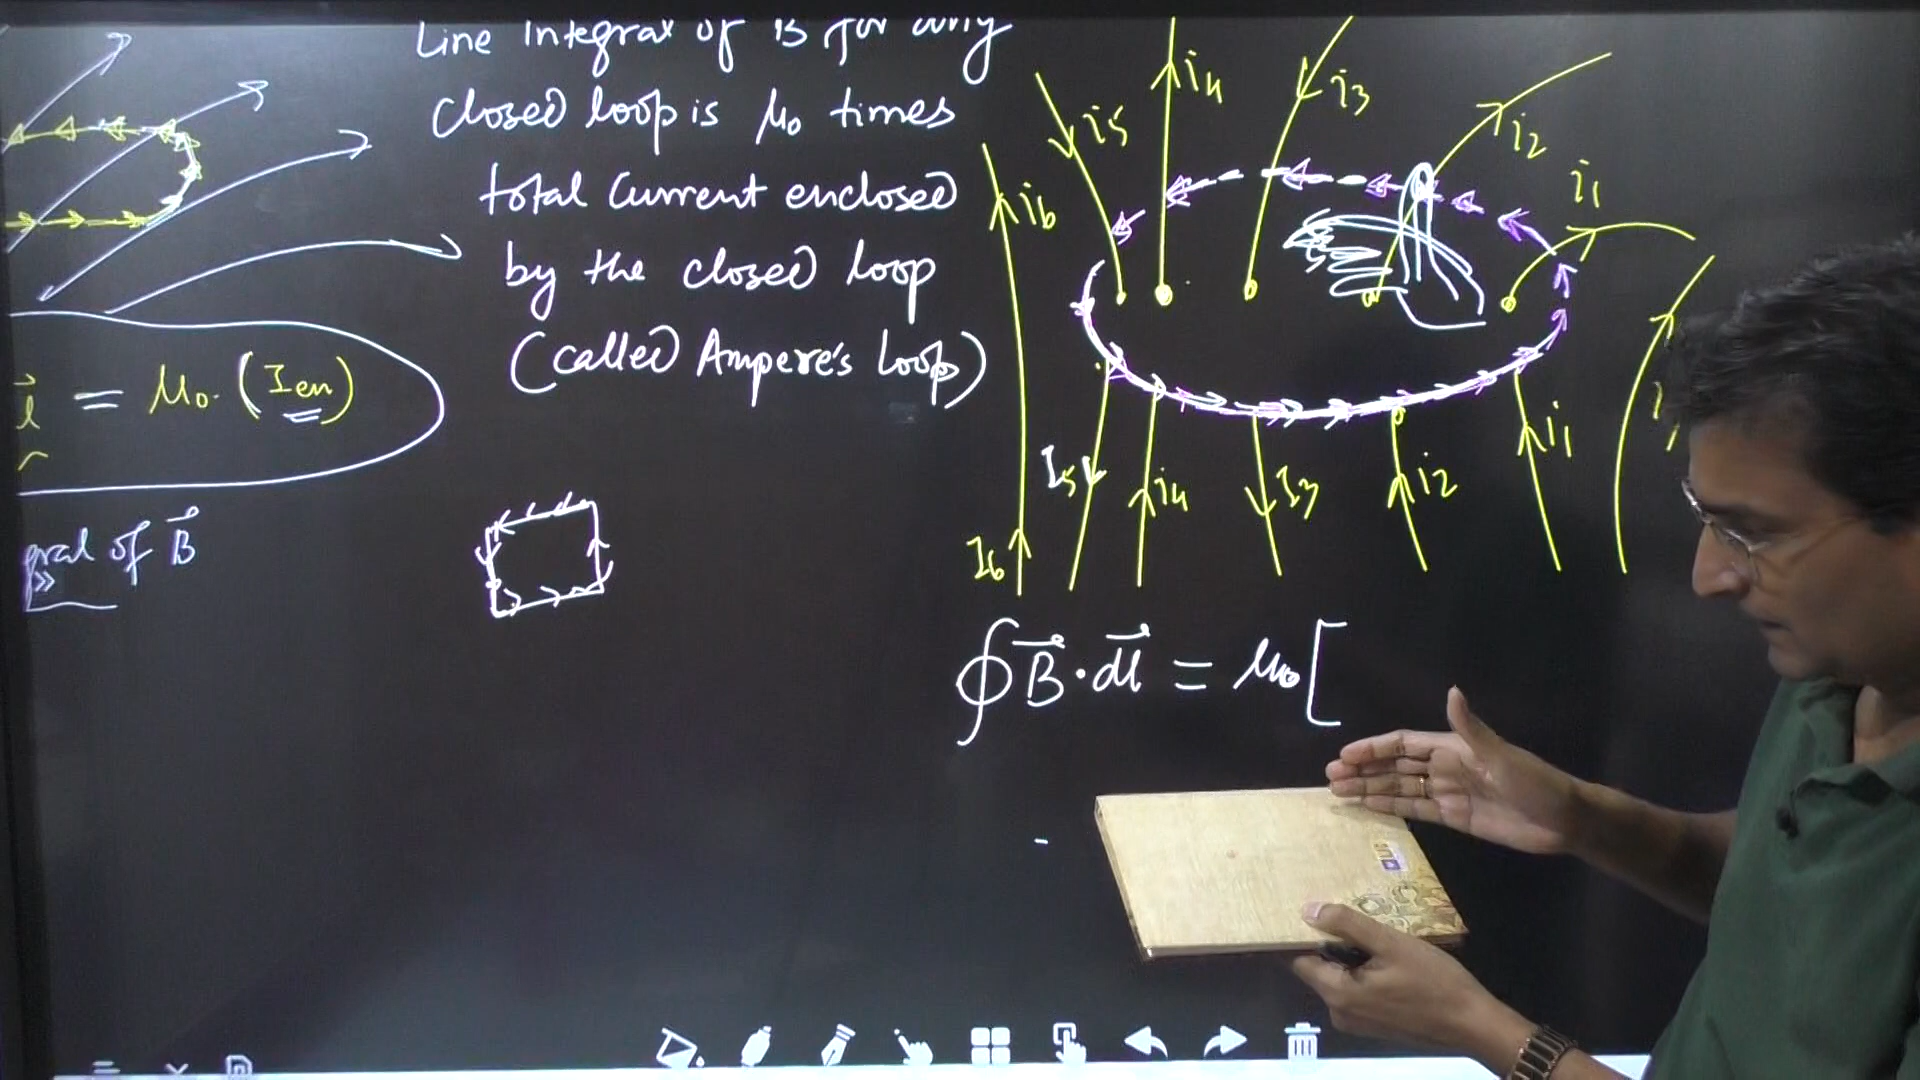 Line Integral of B for any
closed loop is μ₀ times
total current enclosed
by the closed loop
(called Ampere's loop)
l⃗ = μ₀.(Ien)
gral of B⃗
i5
i4
i3
i2
i1
i6
I5
i4
I3
i2
i1
I6
∮B⃗·dl⃗ = μ₀[